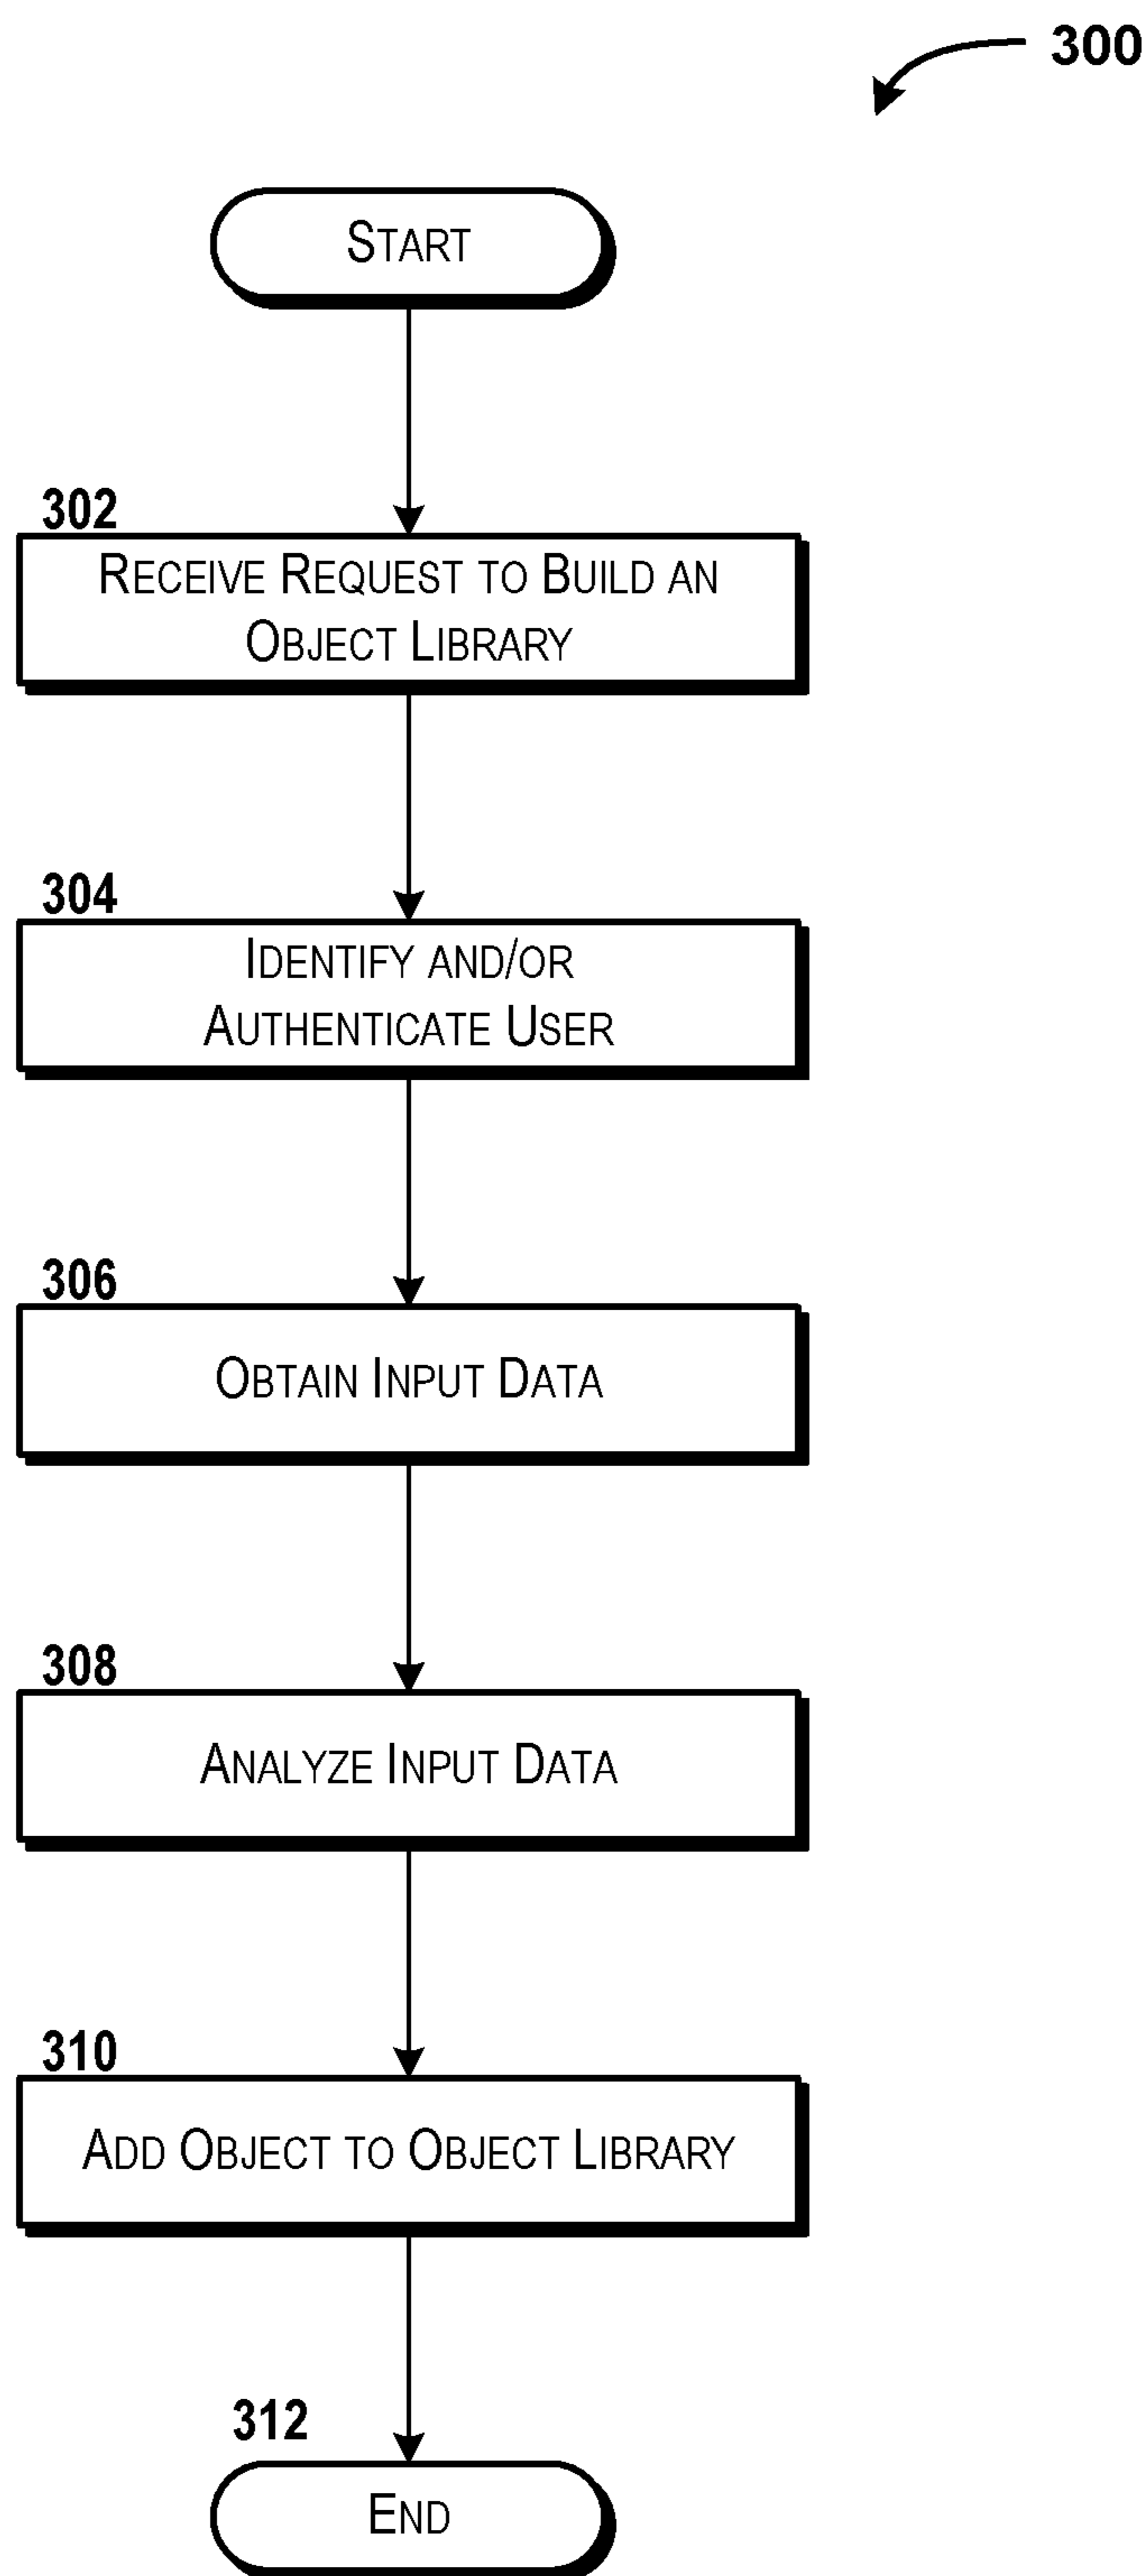 300
START
302
RECEIVE REQUEST TO BUILD AN
OBJECT LIBRARY
304
IDENTIFY AND/OR
AUTHENTICATE USER
306
OBTAIN INPUT DATA
308
ANALYZE INPUT DATA
310
ADD OBJECT TO OBJECT LIBRARY
312
END